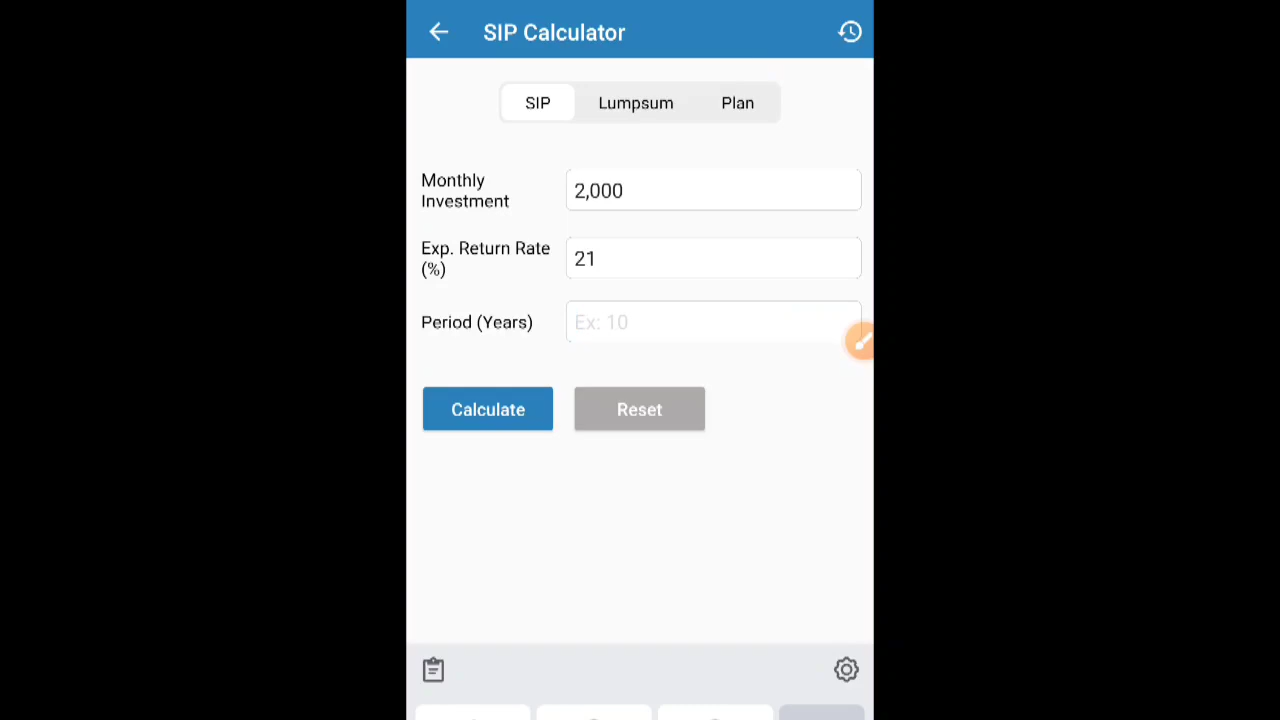 SIP Calculator
SIP Lumpsum Plan
Monthly
Investment
2,000
Exp. Return Rate
(%)
21
Period (Years)
Ex: 10
Calculate Reset